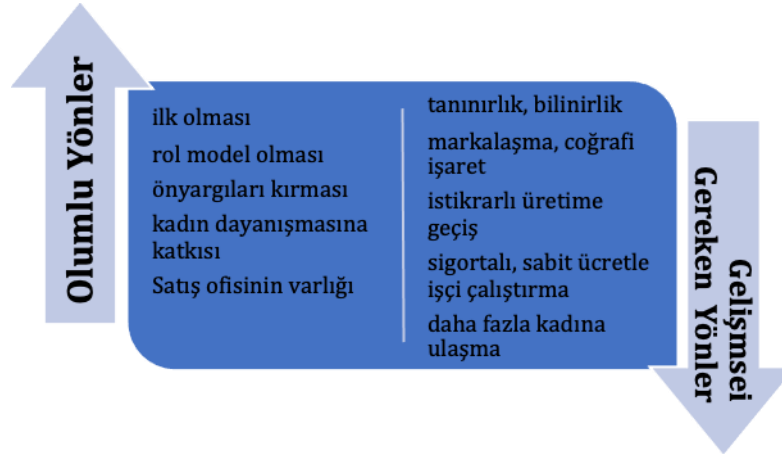 Olumlu Yönler
ilk olması
rol model olması
önyargıları kırması
kadın dayanışmasına
katkısı
Satış ofisinin varlığı
tanınırlık, bilinirlik
markalaşma, coğrafi
işaret
istikrarlı üretime
geçiş
sigortalı, sabit ücretle
işçi çalıştırma
daha fazla kadına
ulaşma
Gelişmsei
Gereken Yönler